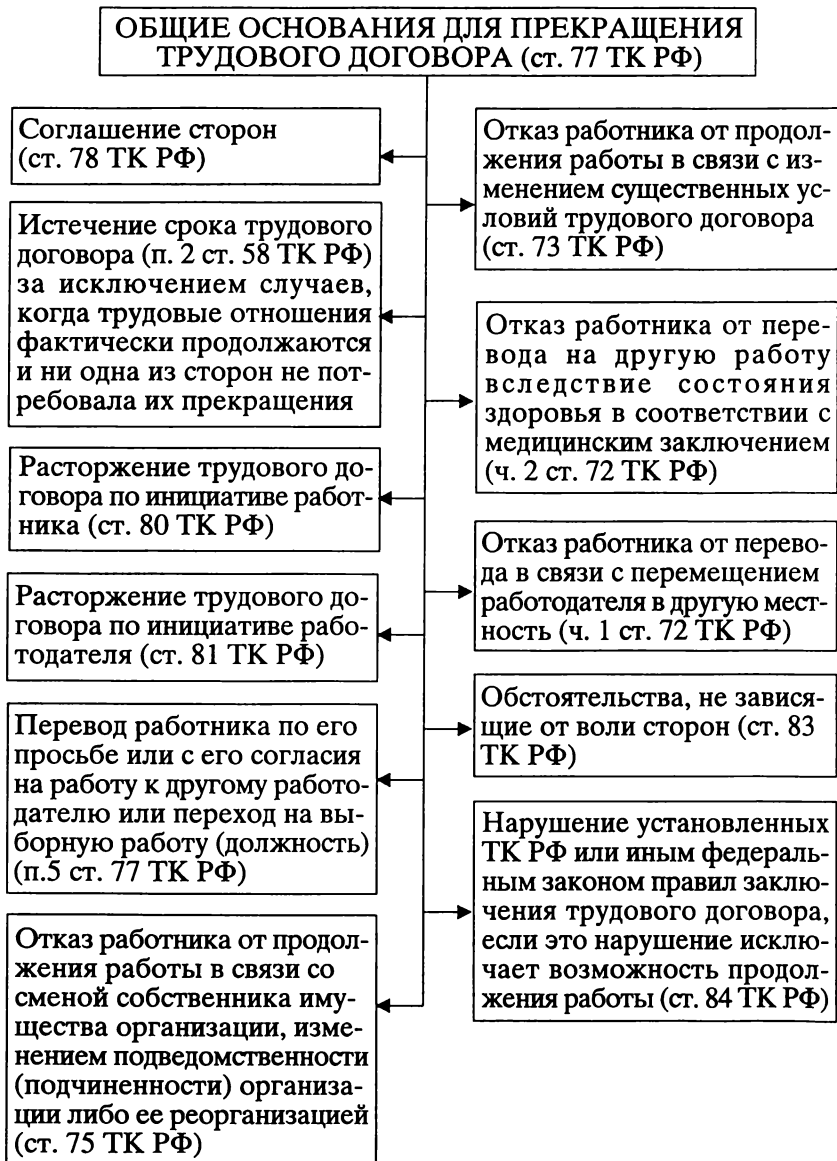 ОБЩИЕ ОСНОВАНИЯ ДЛЯ ПРЕКРАЩЕНИЯ
ТРУДОВОГО ДОГОВОРА (ст. 77 ТК РФ)
Соглашение сторон
(ст. 78 ТК РФ)
Истечение срока трудового
договора (п. 2 ст. 58 ТК РФ)
за исключением случаев,
когда трудовые отношения
фактически продолжаются
и ни одна из сторон не пот-
ребовала их прекращения
Расторжение трудового до-
говора по инициативе работ-
ника (ст. 80 ТК РФ)
Расторжение трудового до-
говора по инициативе рабо-
тодателя (ст. 81 ТК РФ)
Перевод работника по его
просьбе или с его согласия
на работу к другому работо-
дателю или переход на вы-
борную работу (должность)
(п.5 ст. 77 ТК РФ)
Отказ работника от продол-
жения работы в связи со
сменой собственника иму-
щества организации, изме-
нением подведомственности
(подчиненности) организа-
ции либо ее реорганизацией
(ст. 75 ТК РФ)
Отказ работника от продол-
жения работы в связи с из-
менением существенных ус-
ловий трудового договора
(ст. 73 ТК РФ)
Отказ работника от пере-
вода на другую работу
вследствие состояния
здоровья в соответствии с
медицинским заключением
(ч. 2 ст. 72 ТК РФ)
Отказ работника от перево-
да в связи с перемещением
работодателя в другую мест-
ность (ч. 1 ст. 72 ТК РФ)
Обстоятельства, не завися-
щие от воли сторон (ст. 83
ТК РФ)
Нарушение установленных
ТК РФ или иным федераль-
ным законом правил заклю-
чения трудового договора,
если это нарушение исклю-
чает возможность продол-
жения работы (ст. 84 ТК РФ)